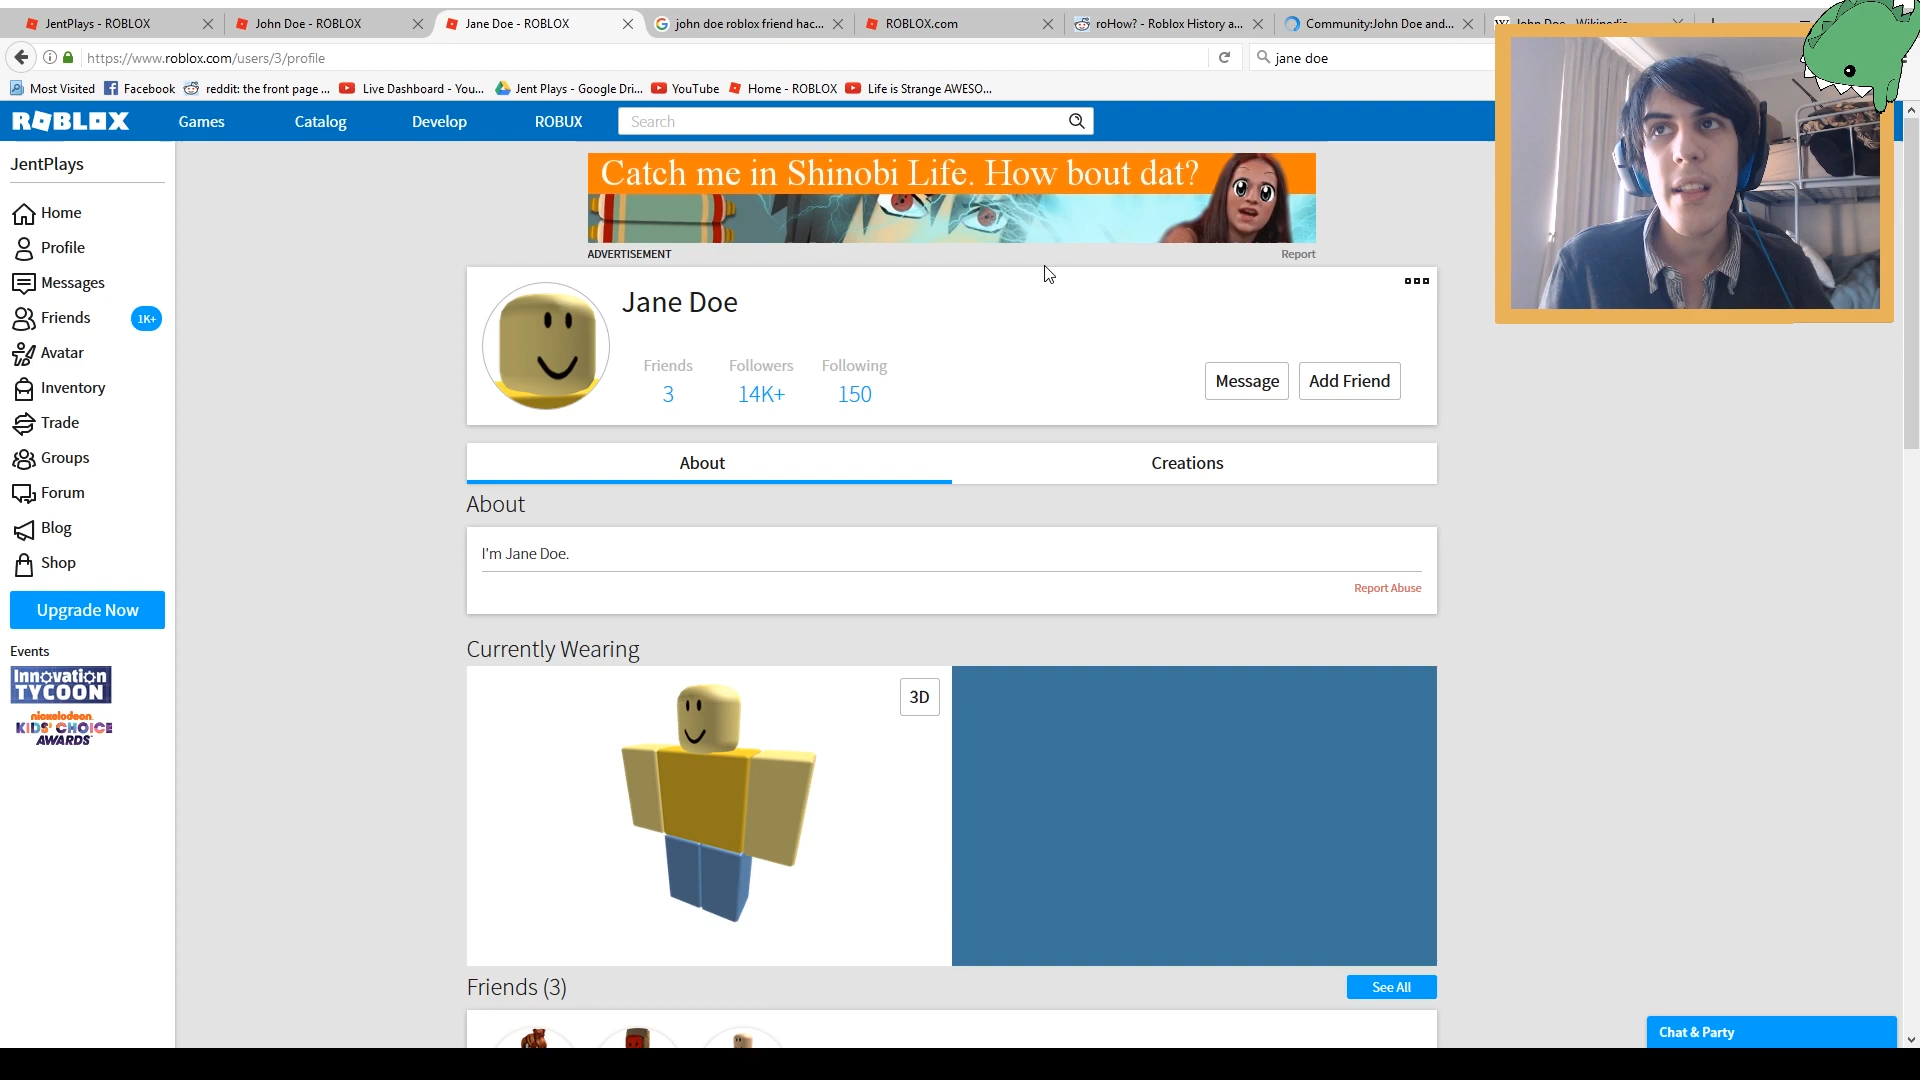 JentPlays - ROBLOX
John Doe - ROBLOX
Jane Doe - ROBLOX
john doe roblox friend hac...
ROBLOX.com
roHow? - Roblox History a...
Community:John Doe and...
John Doe - Wikipedia
https://www.roblox.com/users/3/profile
jane doe
Most Visited
Facebook
reddit: the front page ...
Live Dashboard - You...
Jent Plays - Google Dri...
YouTube
Home - ROBLOX
Life is Strange AWESO...
ROBLOX
Games
Catalog
Develop
ROBUX
Search
JentPlays
Home
Profile
Messages
Friends
1K+
Avatar
Inventory
Trade
Groups
Forum
Blog
Shop
Upgrade Now
Events
Innovation
TYCOON
nickelodeon
KIDS' CHOICE
AWARDS
Catch me in Shinobi Life. How bout dat?
ADVERTISEMENT
Report
Jane Doe
Friends
Followers
Following
3
14K+
150
Message
Add Friend
About
Creations
About
I'm Jane Doe.
Report Abuse
Currently Wearing
3D
Friends (3)
See All
Chat & Party